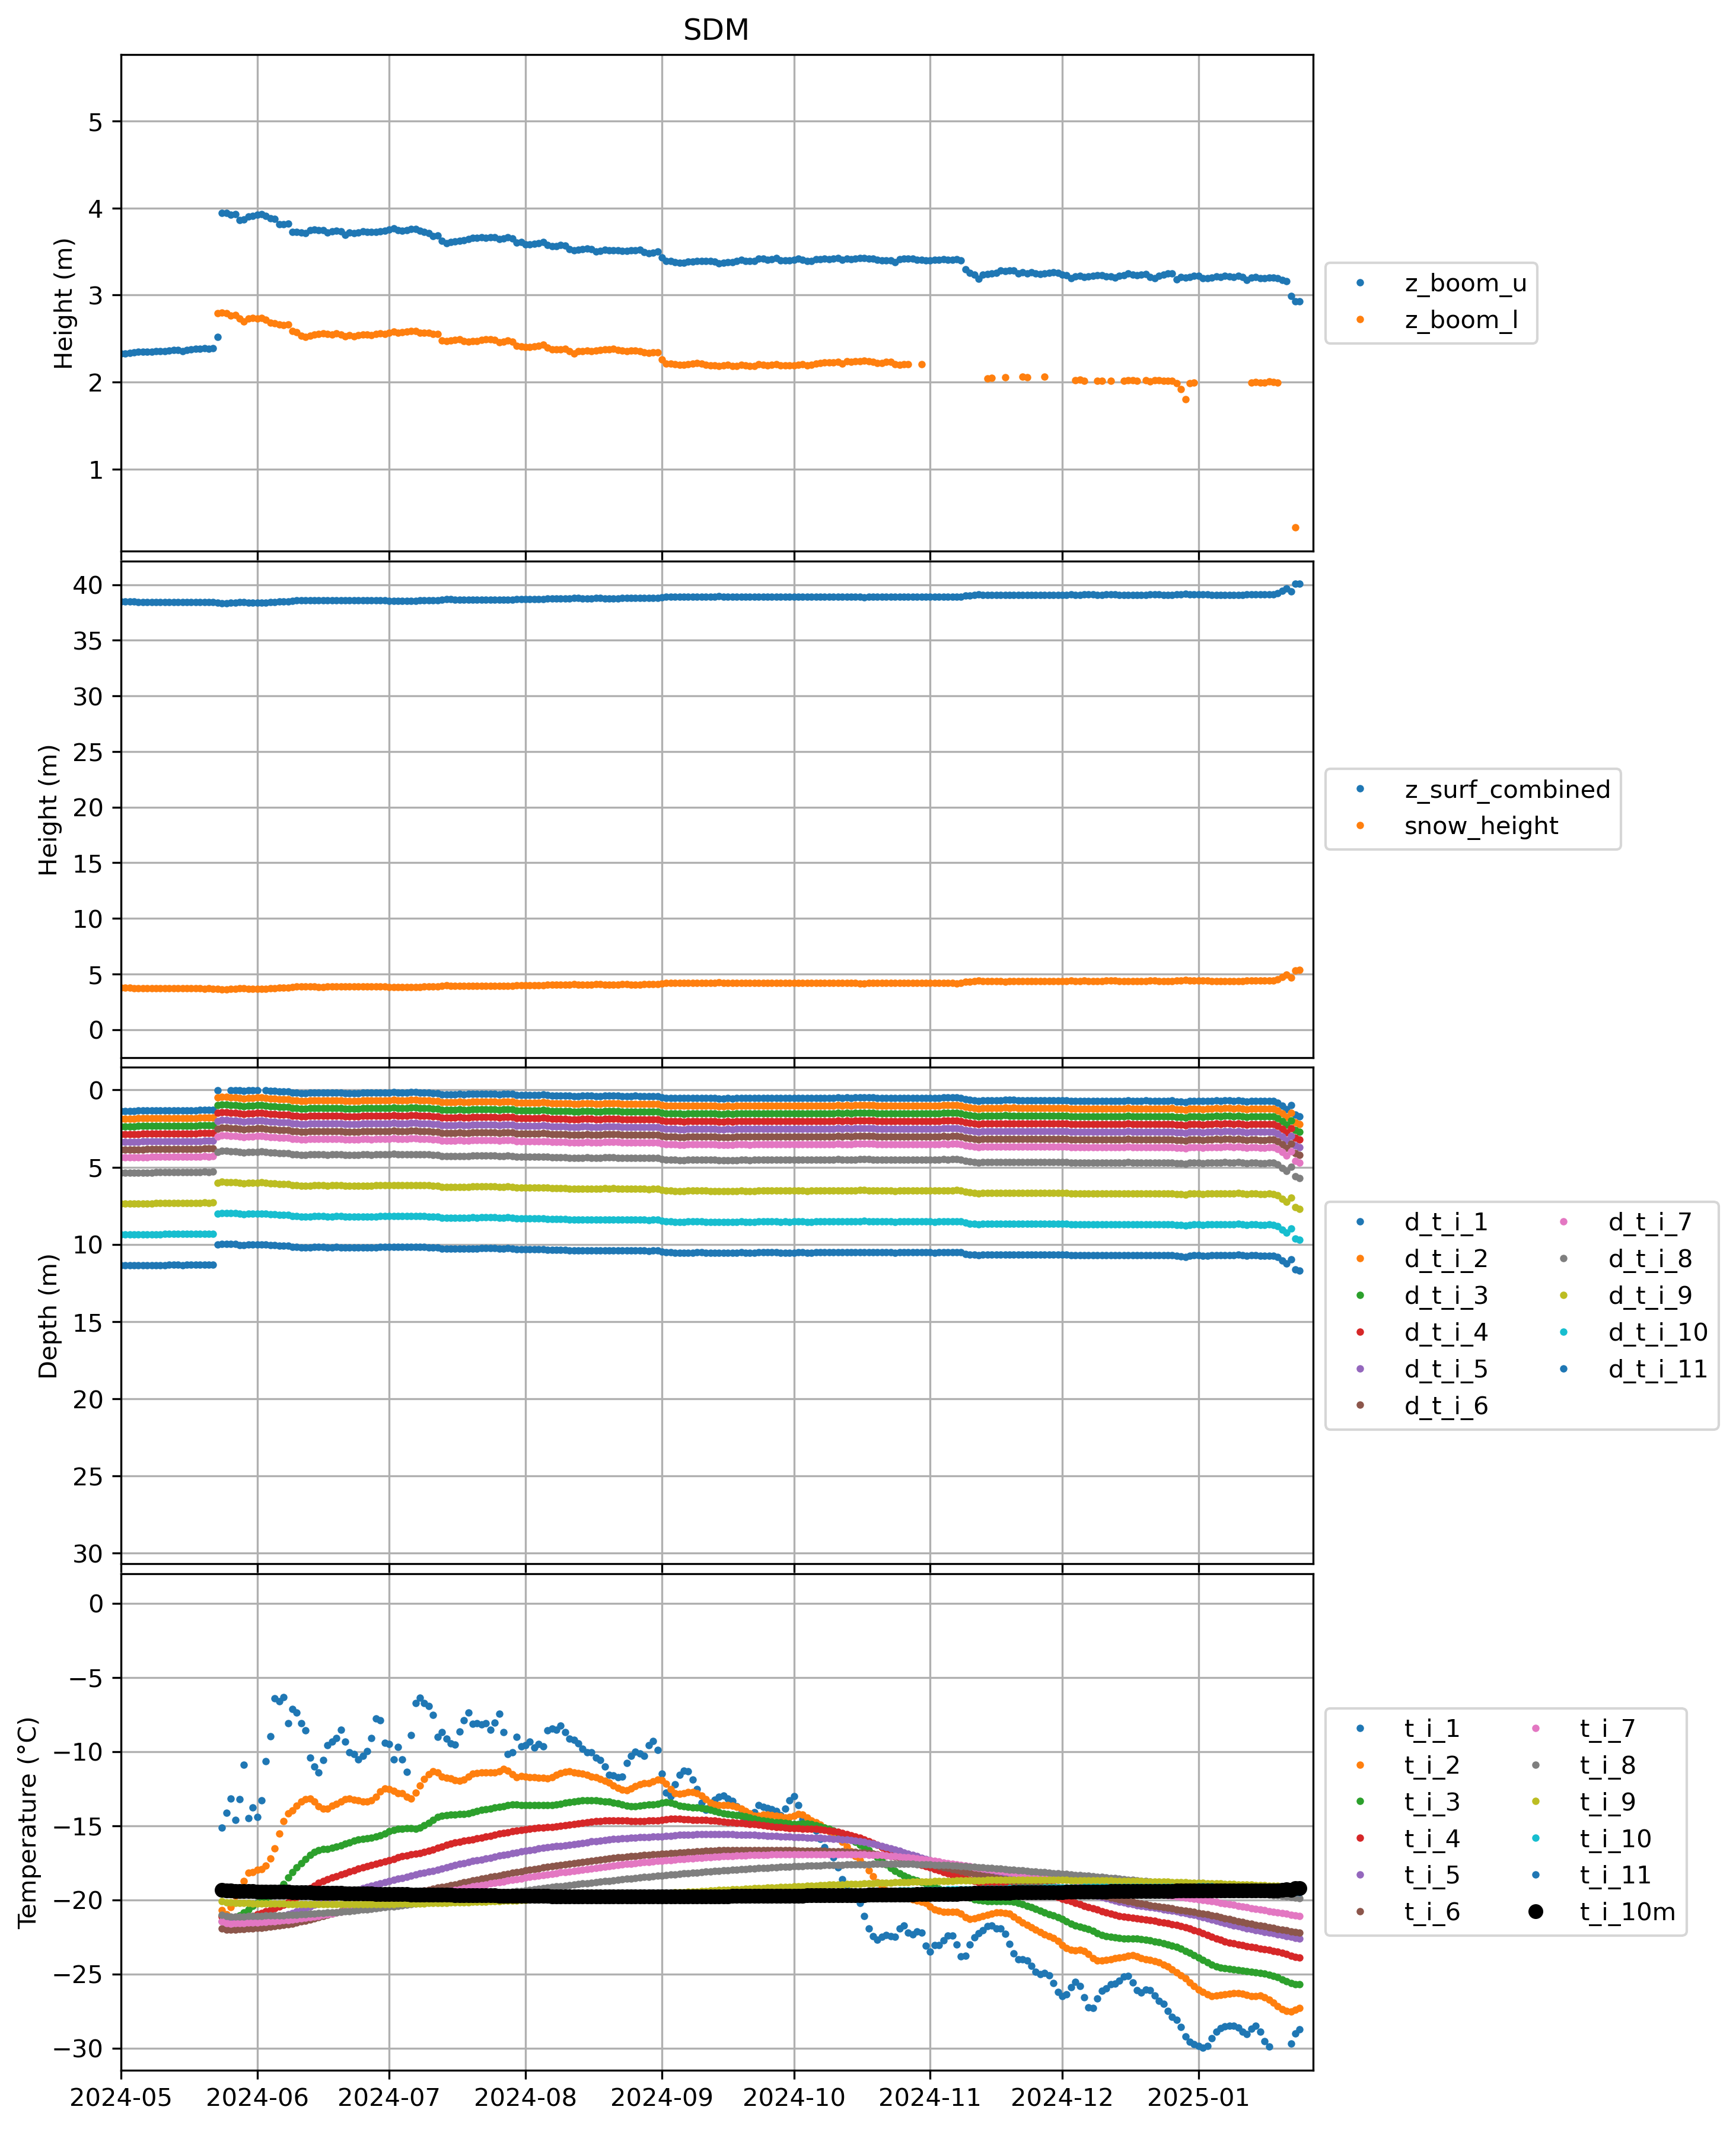 SDM
Height (m)
5
4
3
2
1
z_boom_u
z_boom_l
Height (m)
40
35
30
25
20
15
10
5
0
z_surf_combined
snow_height
Depth (m)
0
5
10
15
20
25
30
d_t_i_1
d_t_i_2
d_t_i_3
d_t_i_4
d_t_i_5
d_t_i_6
d_t_i_7
d_t_i_8
d_t_i_9
d_t_i_10
d_t_i_11
Temperature (°C)
0
−5
−10
−15
−20
−25
−30
t_i_1
t_i_2
t_i_3
t_i_4
t_i_5
t_i_6
t_i_7
t_i_8
t_i_9
t_i_10
t_i_11
t_i_10m
2024-05 2024-06 2024-07 2024-08 2024-09 2024-10 2024-11 2024-12 2025-01